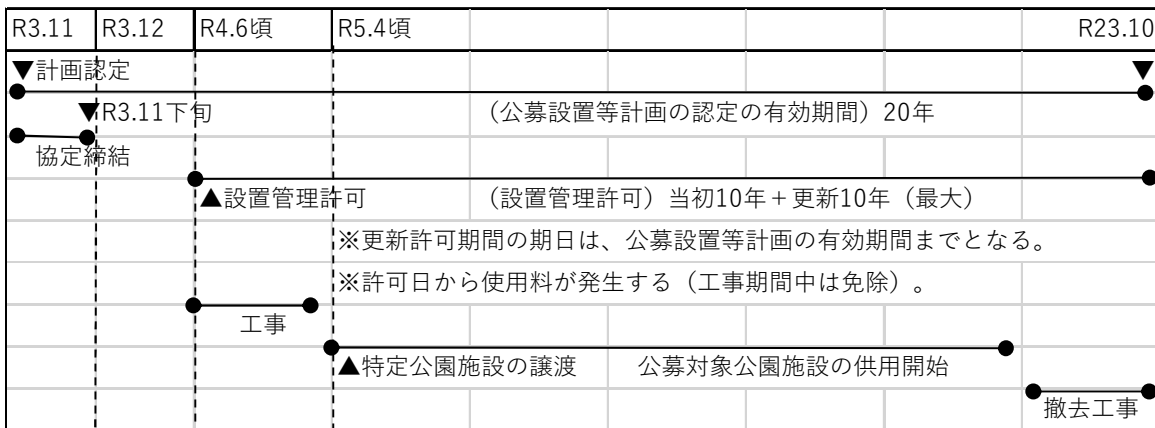 R3.11 R3.12 R4.6頃 R5.4頃 R23.10
▼計画認定 ▼
▼R3.11下旬 (公募設置等計画の認定の有効期間)20年
協定締結
▲設置管理許可 (設置管理許可)当初10年+更新10年(最大)
※更新許可期間の期日は、公募設置等計画の有効期間までとなる。
※許可日から使用料が発生する(工事期間中は免除)。
工事
▲特定公園施設の譲渡 公募対象公園施設の供用開始
撤去工事